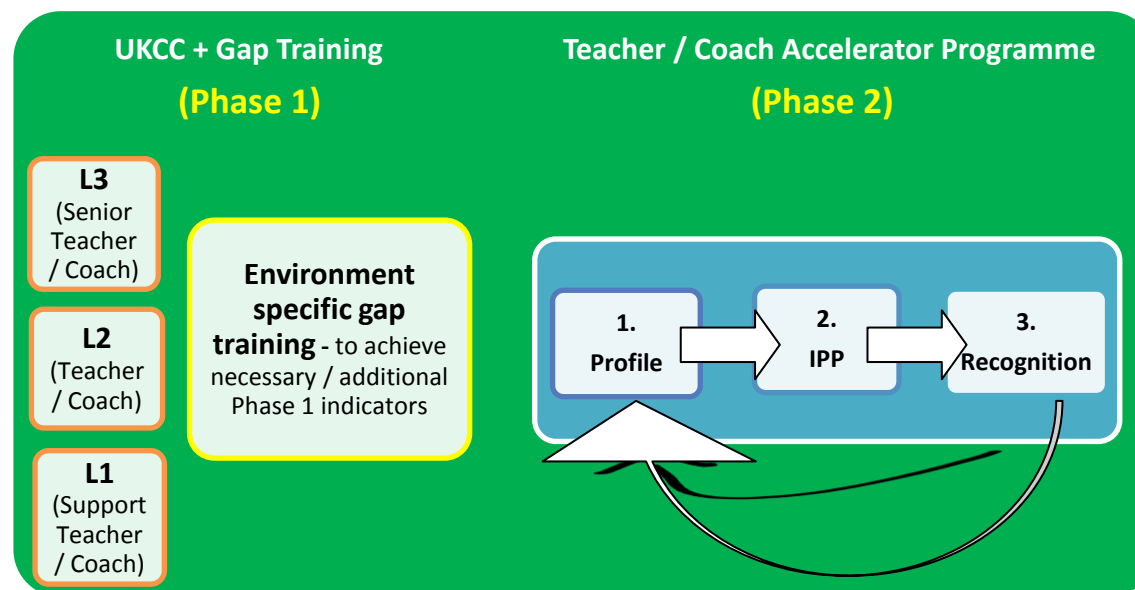 UKCC + Gap Training
(Phase 1)
L3
(Senior
Teacher
/ Coach)
L2
(Teacher
/ Coach)
L1
(Support
Teacher
/ Coach)
Environment
specific gap
training - to achieve
necessary / additional
Phase 1 indicators
Teacher / Coach Accelerator Programme
(Phase 2)
1.
Profile
2.
IPP
3.
Recognition